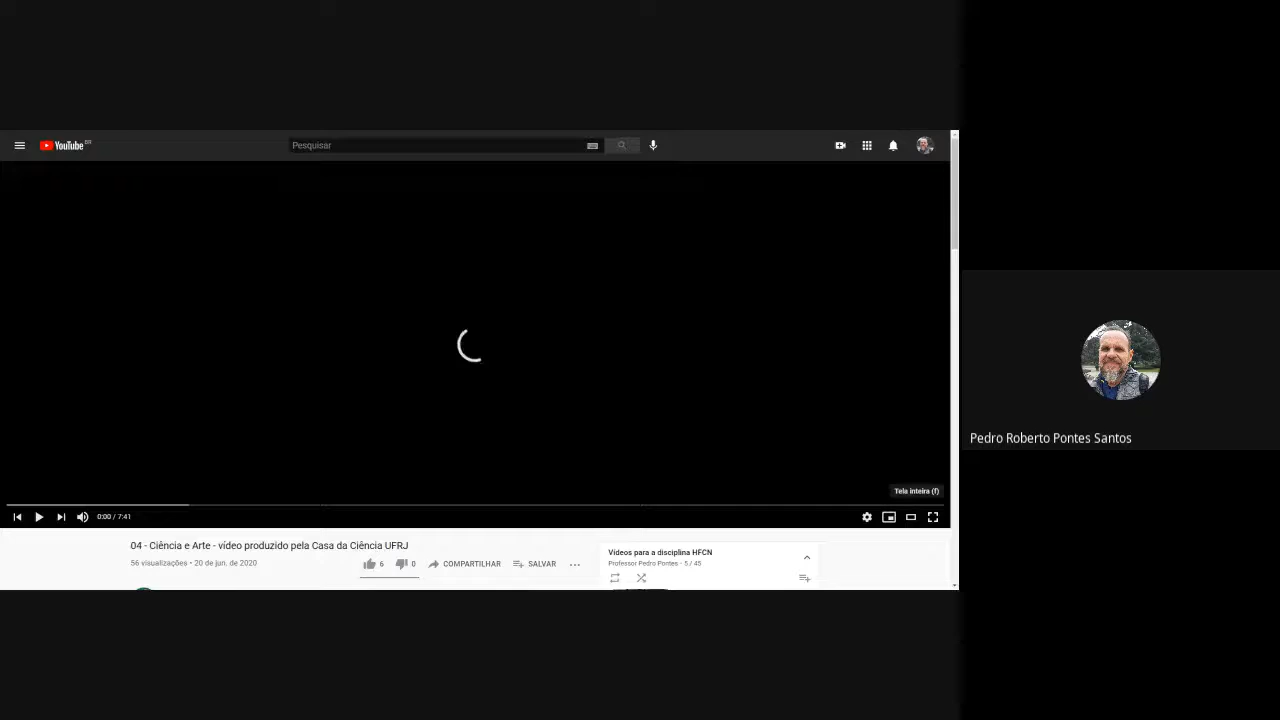 YouTube BR
Pesquisar
Tela inteira (f)
0:00 / 7:41
04 - Ciência e Arte - vídeo produzido pela Casa da Ciência UFRJ
56 visualizações • 20 de jun. de 2020
6
0
COMPARTILHAR
SALVAR
Vídeos para a disciplina HFCN
Professor Pedro Pontes - 5 / 45
Pedro Roberto Pontes Santos